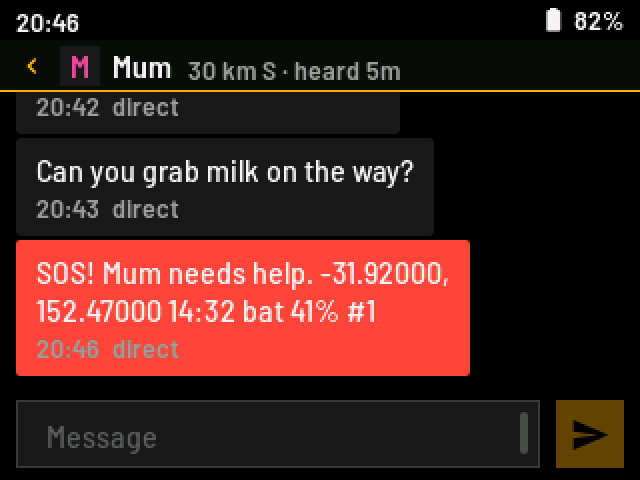 20:46
82%
M Mum 30 km S · heard 5m
20:42 direct
Can you grab milk on the way?
20:43 direct
SOS! Mum needs help. -31.92000,
152.47000 14:32 bat 41% #1
20:46 direct
Message